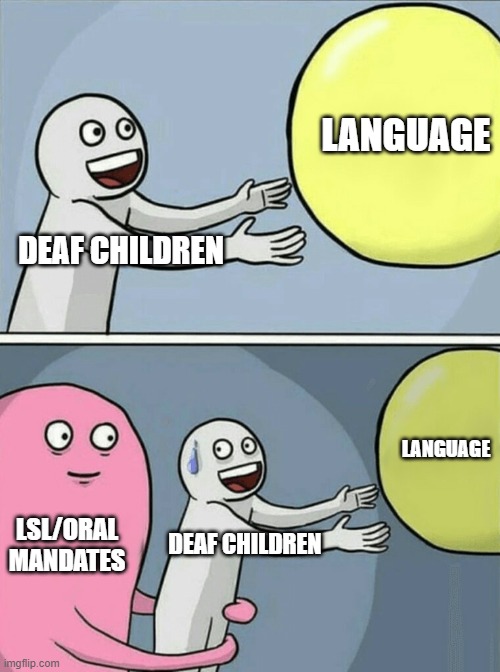 LANGUAGE
DEAF CHILDREN
LANGUAGE
LSL/ORAL
MANDATES
DEAF CHILDREN
imgflip.com